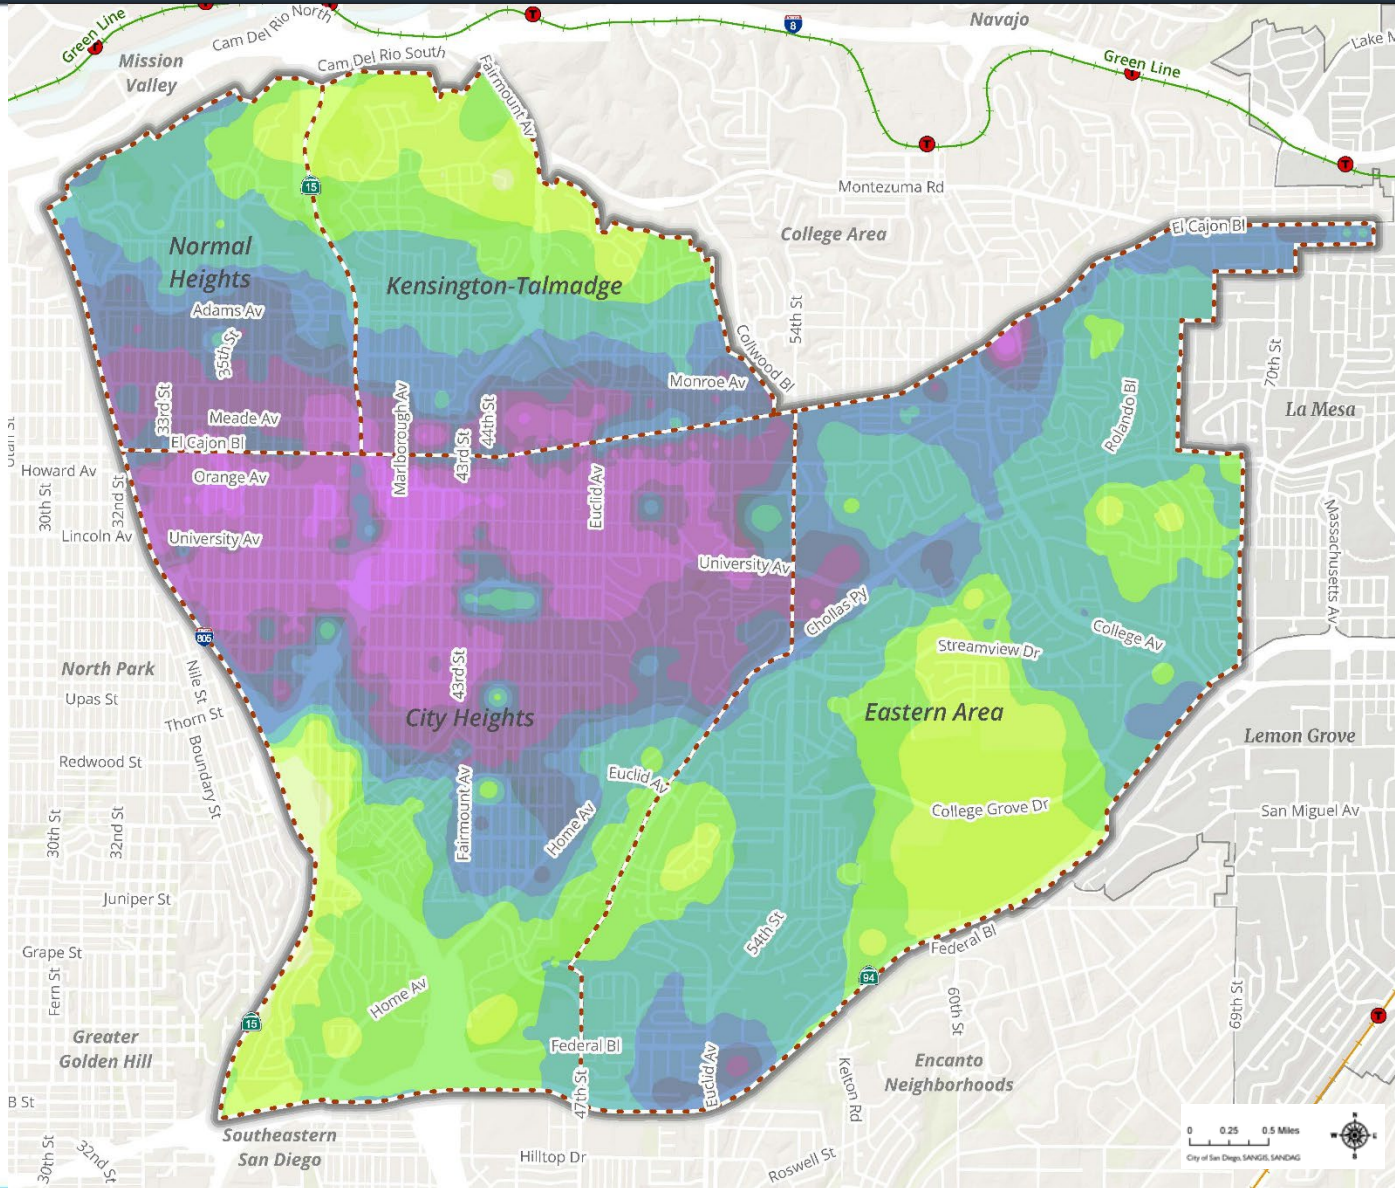 Green Line
Cam Del Rio North
8
Navajo
Mission
Valley
Cam Del Rio South
Fairmount Av
Green Line
Lake M
T
T
T
T
15
Montezuma Rd
College Area
El Cajon Bl
Normal
Heights
Kensington-Talmadge
Adams Av
35th St
54th St
Collwood Bl
70th St
Monroe Av
33rd St
Meade Av
El Cajon Bl
Marlborough Av
44th St
43rd St
Rolando Bl
La Mesa
Utah St
Howard Av
Orange Av
Euclid Av
30th St
32nd St
Lincoln Av
University Av
University Av
Massachusetts Av
Chollas Py
805
College Av
Streamview Dr
North Park
Nile St
43rd St
Upas St
Thorn St
City Heights
Eastern Area
Lemon Grove
Boundary St
Redwood St
Euclid Av
Fairmount Av
Home Av
College Grove Dr
San Miguel Av
30th St
32nd St
Juniper St
54th St
Federal Bl
Grape St
Fern St
94
Home Av
60th St
69th St
T
15
Greater
Golden Hill
Federal Bl
Euclid Av
Kelton Rd
Encanto
Neighborhoods
47th St
B St
Southeastern
San Diego
30th St
32nd St
Hilltop Dr
Roswell St
0 0.25 0.5 Miles
City of San Diego, SANGIS, SANDAG
N
W E
S